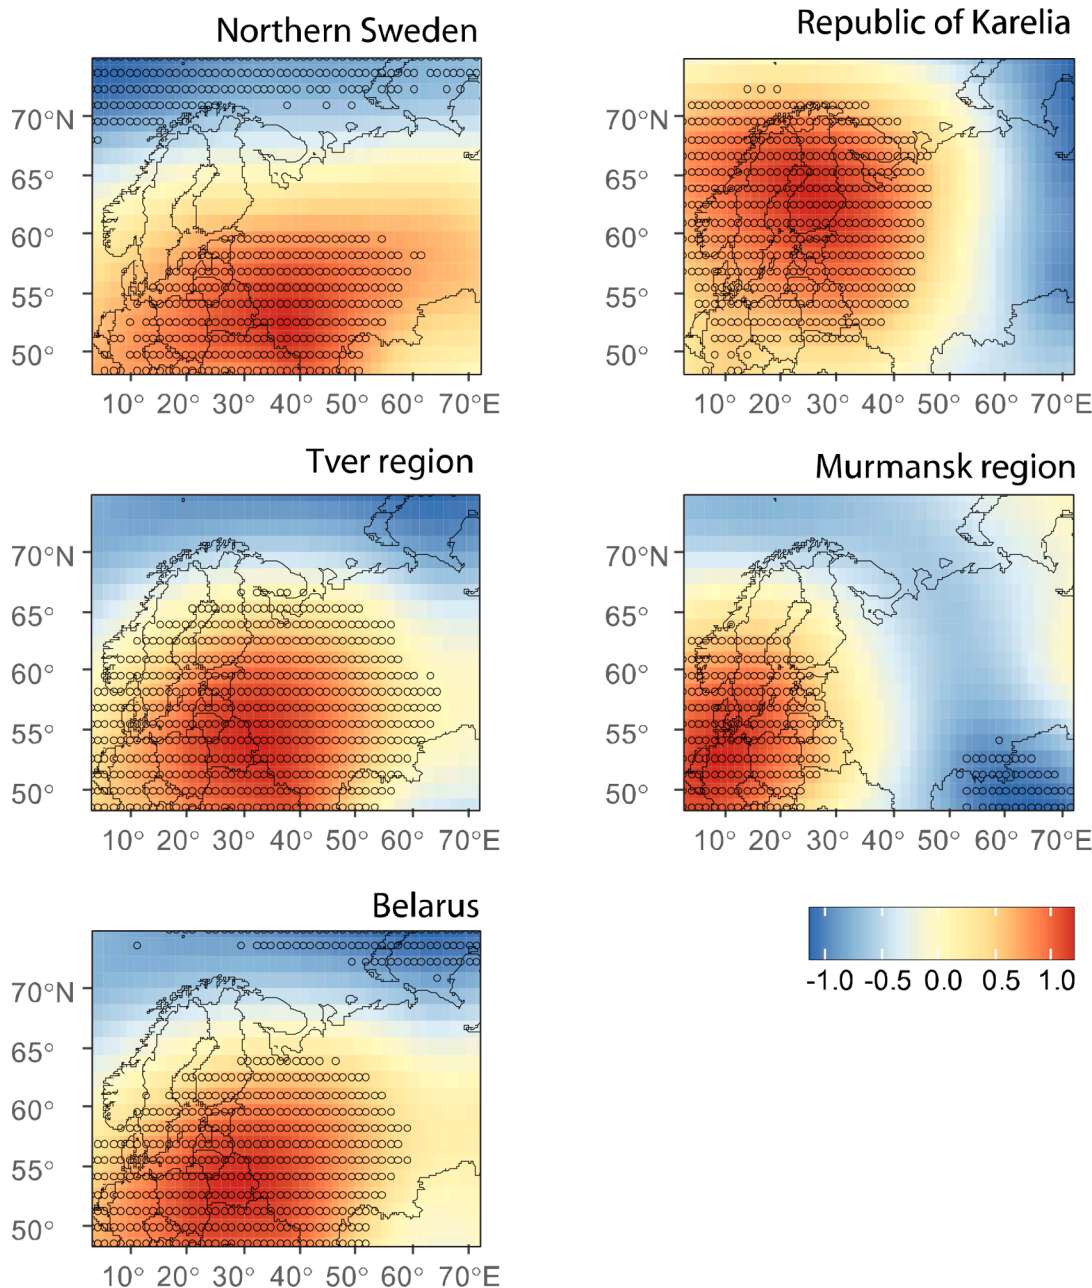 Northern Sweden
70°N
65°
60°
55°
50°
10° 20° 30° 40° 50° 60° 70°E
Republic of Karelia
70°N
65°
60°
55°
50°
10° 20° 30° 40° 50° 60° 70°E
Tver region
70°N
65°
60°
55°
50°
10° 20° 30° 40° 50° 60° 70°E
Murmansk region
70°N
65°
60°
55°
50°
10° 20° 30° 40° 50° 60° 70°E
Belarus
70°N
65°
60°
55°
50°
10° 20° 30° 40° 50° 60° 70°E
-1.0 -0.5 0.0 0.5 1.0